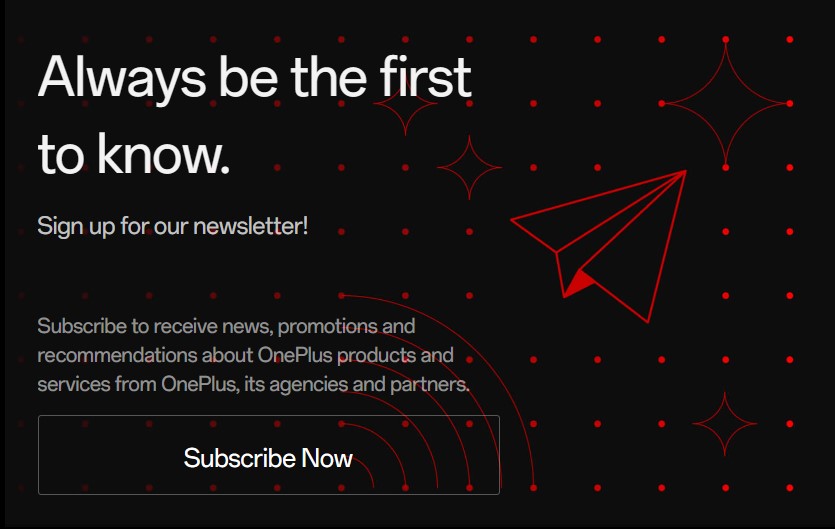 Always be the first
to know.
Sign up for our newsletter!
Subscribe to receive news, promotions and
recommendations about OnePlus products and
services from OnePlus, its agencies and partners.
Subscribe Now